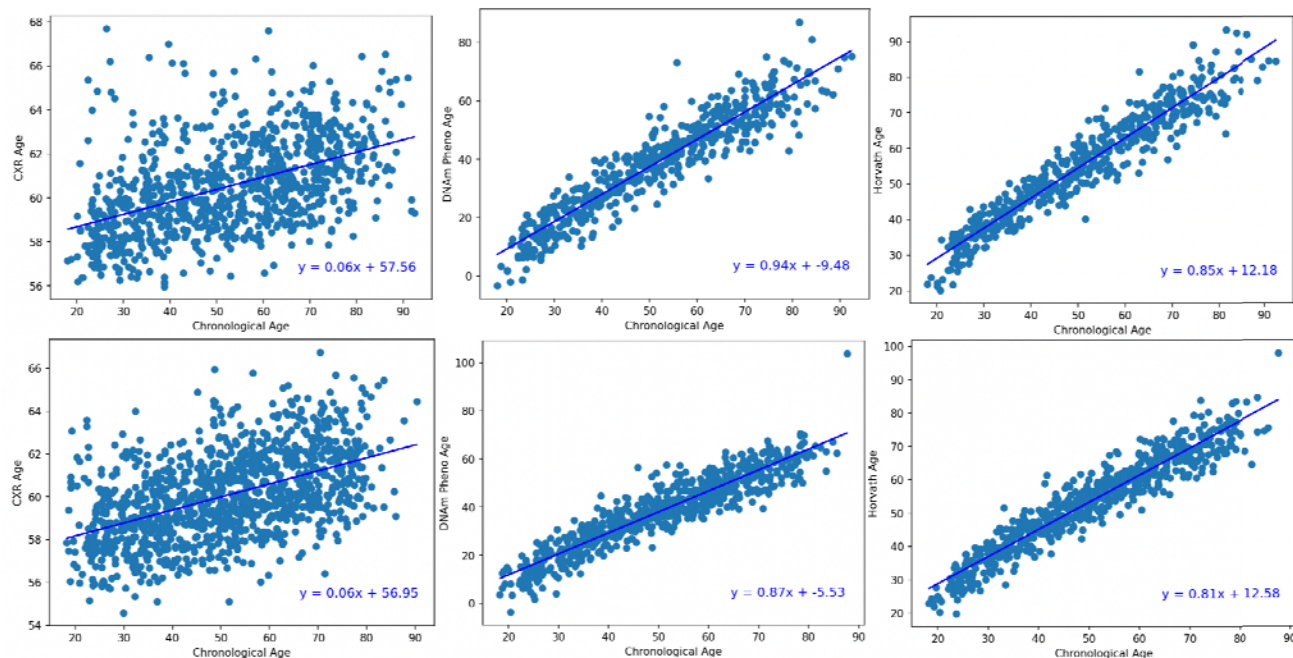 68
66
64
62
60
58
56
CXR Age
y = 0.06x + 57.56
20 30 40 50 60 70 80 90
Chronological Age
80
60
40
20
0
DNAm Pheno Age
y = 0.94x + -9.48
20 30 40 50 60 70 80 90
Chronological Age
90
80
70
60
50
40
30
20
Horvath Age
y = 0.85x + 12.18
20 30 40 50 60 70 80 90
Chronological Age
66
64
62
60
58
56
54
CXR Age
y = 0.06x + 56.95
20 30 40 50 60 70 80 90
Chronological Age
100
80
60
40
20
0
DNAm Pheno Age
y = 0.87x + -5.53
20 30 40 50 60 70 80 90
Chronological Age
100
90
80
70
60
50
40
30
20
Horvath Age
y = 0.81x + 12.58
20 30 40 50 60 70 80 90
Chronological Age